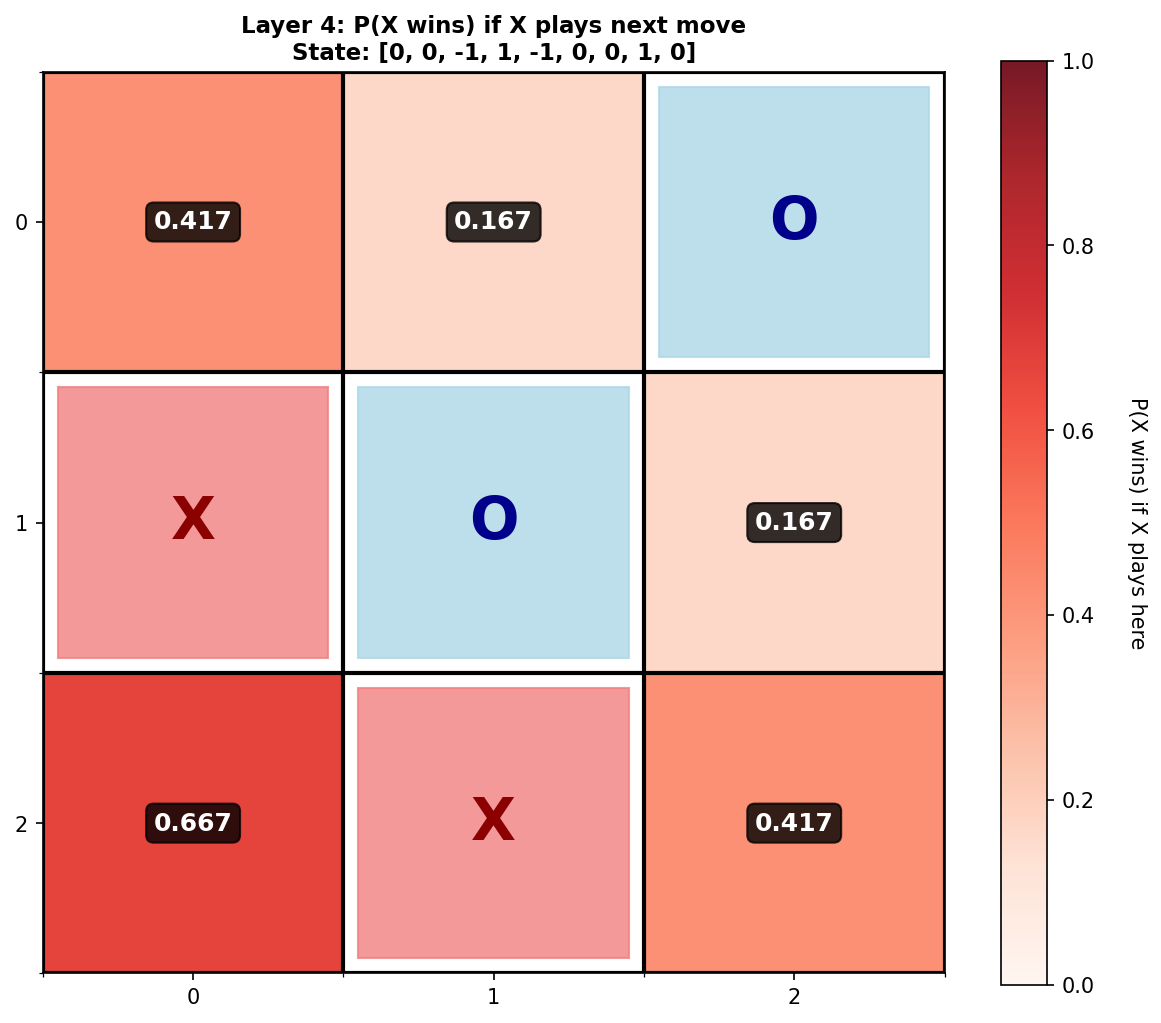 Layer 4: P(X wins) if X plays next move
State: [0, 0, -1, 1, -1, 0, 0, 1, 0]
1.0
0.8
0.6
0.4
0.2
0.0
P(X wins) if X plays here
0
0.417
0.167
O
1
X
O
0.167
2
0.667
X
0.417
0
1
2